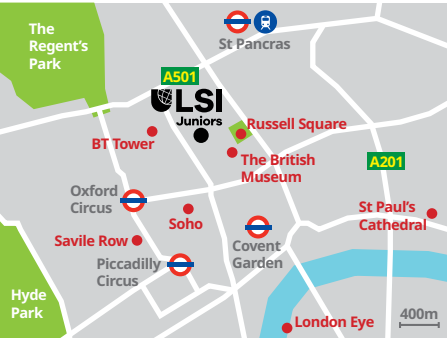 The
Regent's
Park
St Pancras
A501
ULSI
Juniors
Russell Square
BT Tower
The British
Museum
A201
Oxford
Circus
Soho
St Paul's
Cathedral
Savile Row
Covent
Garden
Piccadilly
Circus
Hyde
Park
London Eye
400m